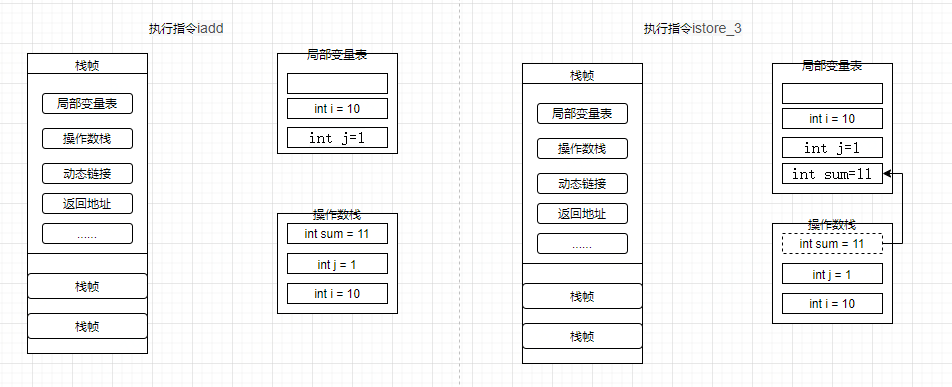 执行指令iadd
栈帧
局部变量表
操作数栈
动态链接
返回地址
......
栈帧
栈帧
局部变量表
int i = 10
int j=1
操作数栈
int sum = 11
int j = 1
int i = 10
执行指令istore_3
栈帧
局部变量表
操作数栈
动态链接
返回地址
......
栈帧
栈帧
局部变量表
int i = 10
int j=1
int sum=11
操作数栈
int sum = 11
int j = 1
int i = 10